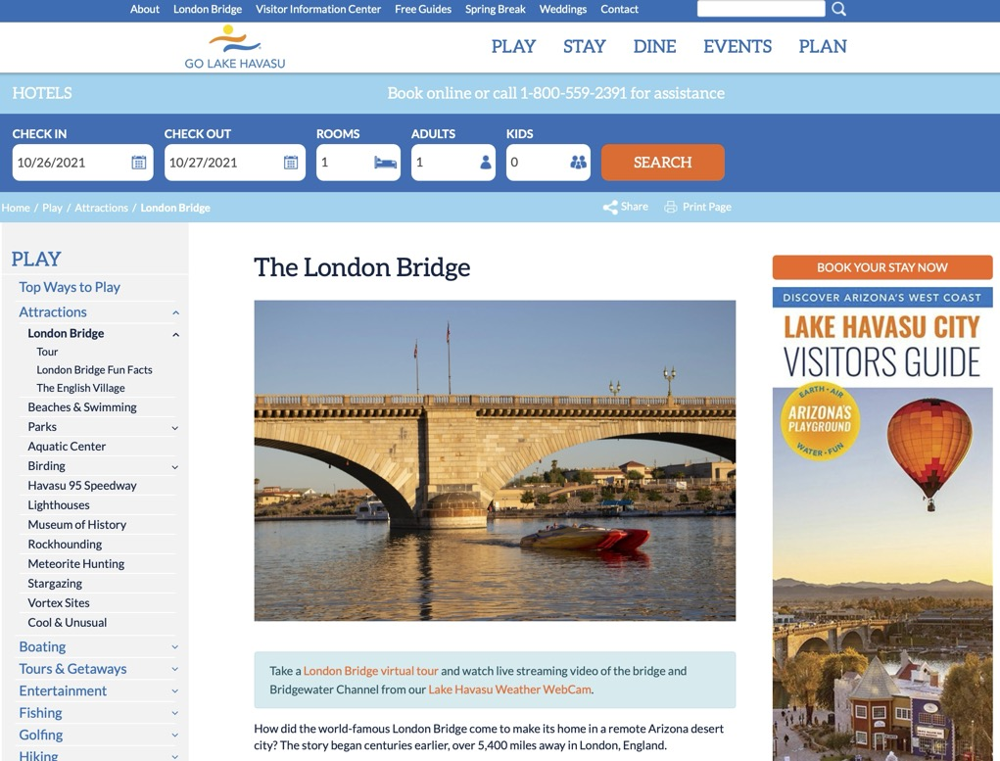 About London Bridge Visitor Information Center Free Guides Spring Break Weddings Contact
GO LAKE HAVASU
PLAY STAY DINE EVENTS PLAN
HOTELS
Book online or call 1-800-559-2391 for assistance
CHECK IN CHECK OUT ROOMS ADULTS KIDS
10/26/2021 10/27/2021 1 1 0 SEARCH
Home / Play / Attractions / London Bridge
Share Print Page
PLAY
Top Ways to Play
Attractions
London Bridge
Tour
London Bridge Fun Facts
The English Village
Beaches & Swimming
Parks
Aquatic Center
Birding
Havasu 95 Speedway
Lighthouses
Museum of History
Rockhounding
Meteorite Hunting
Stargazing
Vortex Sites
Cool & Unusual
Boating
Tours & Getaways
Entertainment
Fishing
Golfing
Hiking
The London Bridge
Take a London Bridge virtual tour and watch live streaming video of the bridge and
Bridgewater Channel from our Lake Havasu Weather WebCam.
How did the world-famous London Bridge come to make its home in a remote Arizona desert
city? The story began centuries earlier, over 5,400 miles away in London, England.
BOOK YOUR STAY NOW
DISCOVER ARIZONA'S WEST COAST
LAKE HAVASU CITY
VISITORS GUIDE
EARTH • AIR
ARIZONA'S
PLAYGROUND
WATER • FUN